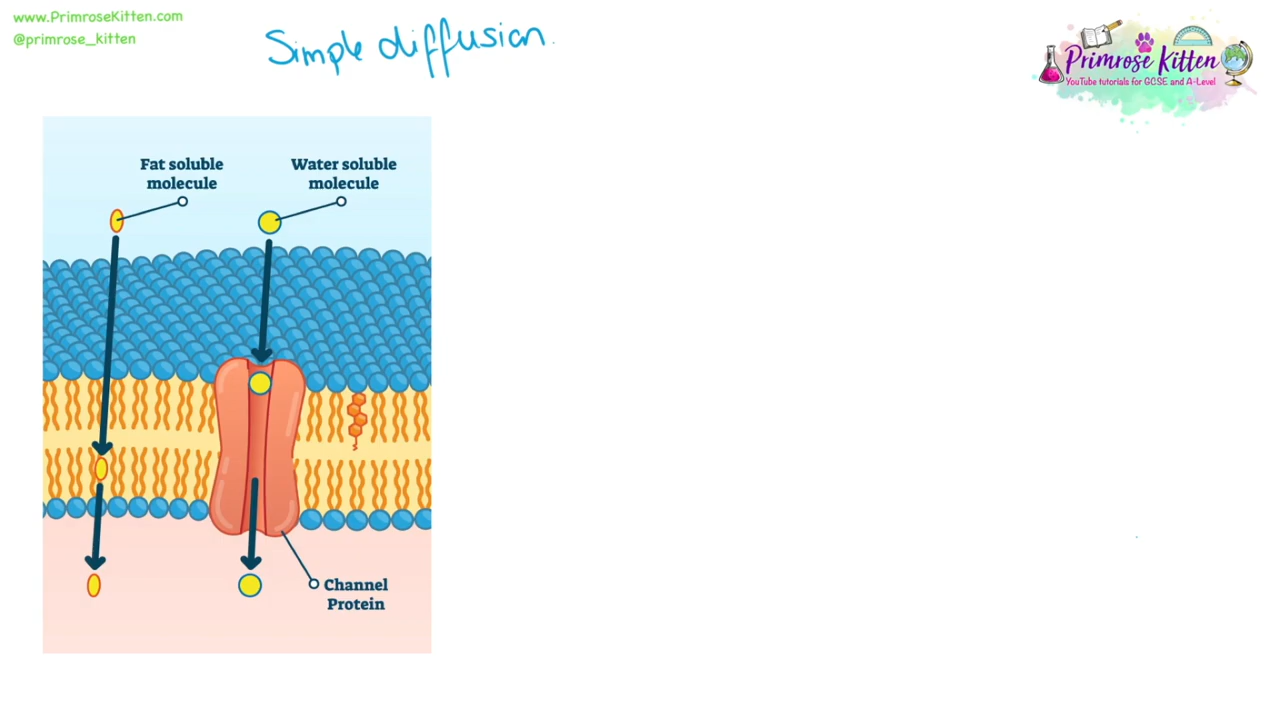 www.PrimroseKitten.com
@primrose_kitten
Simple diffusion.
Primrose Kitten
YouTube tutorials for GCSE and A-Level
Fat soluble
molecule
Water soluble
molecule
Channel
Protein